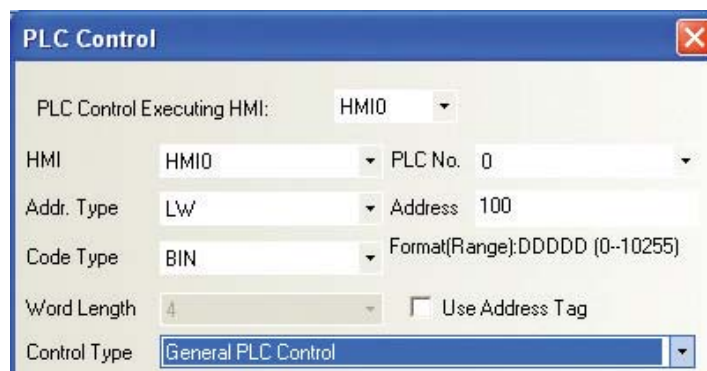 PLC Control
PLC Control Executing HMI: HMI0
HMI HMI0 PLC No. 0
Addr. Type LW Address 100
Code Type BIN Format(Range):DDDDD (0--10255)
Word Length 4 Use Address Tag
Control Type General PLC Control